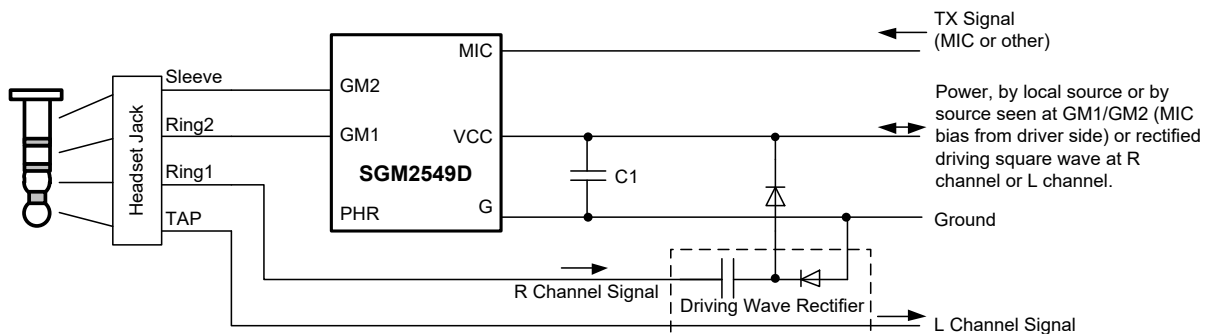 TX Signal
(MIC or other)
MIC
Sleeve
GM2
Power, by local source or by
source seen at GM1/GM2 (MIC
bias from driver side) or rectified
driving square wave at R
channel or L channel.
Headset Jack
Ring2
GM1
VCC
SGM2549D
C1
Ring1
TAP
PHR
G
Ground
R Channel Signal
Driving Wave Rectifier
L Channel Signal